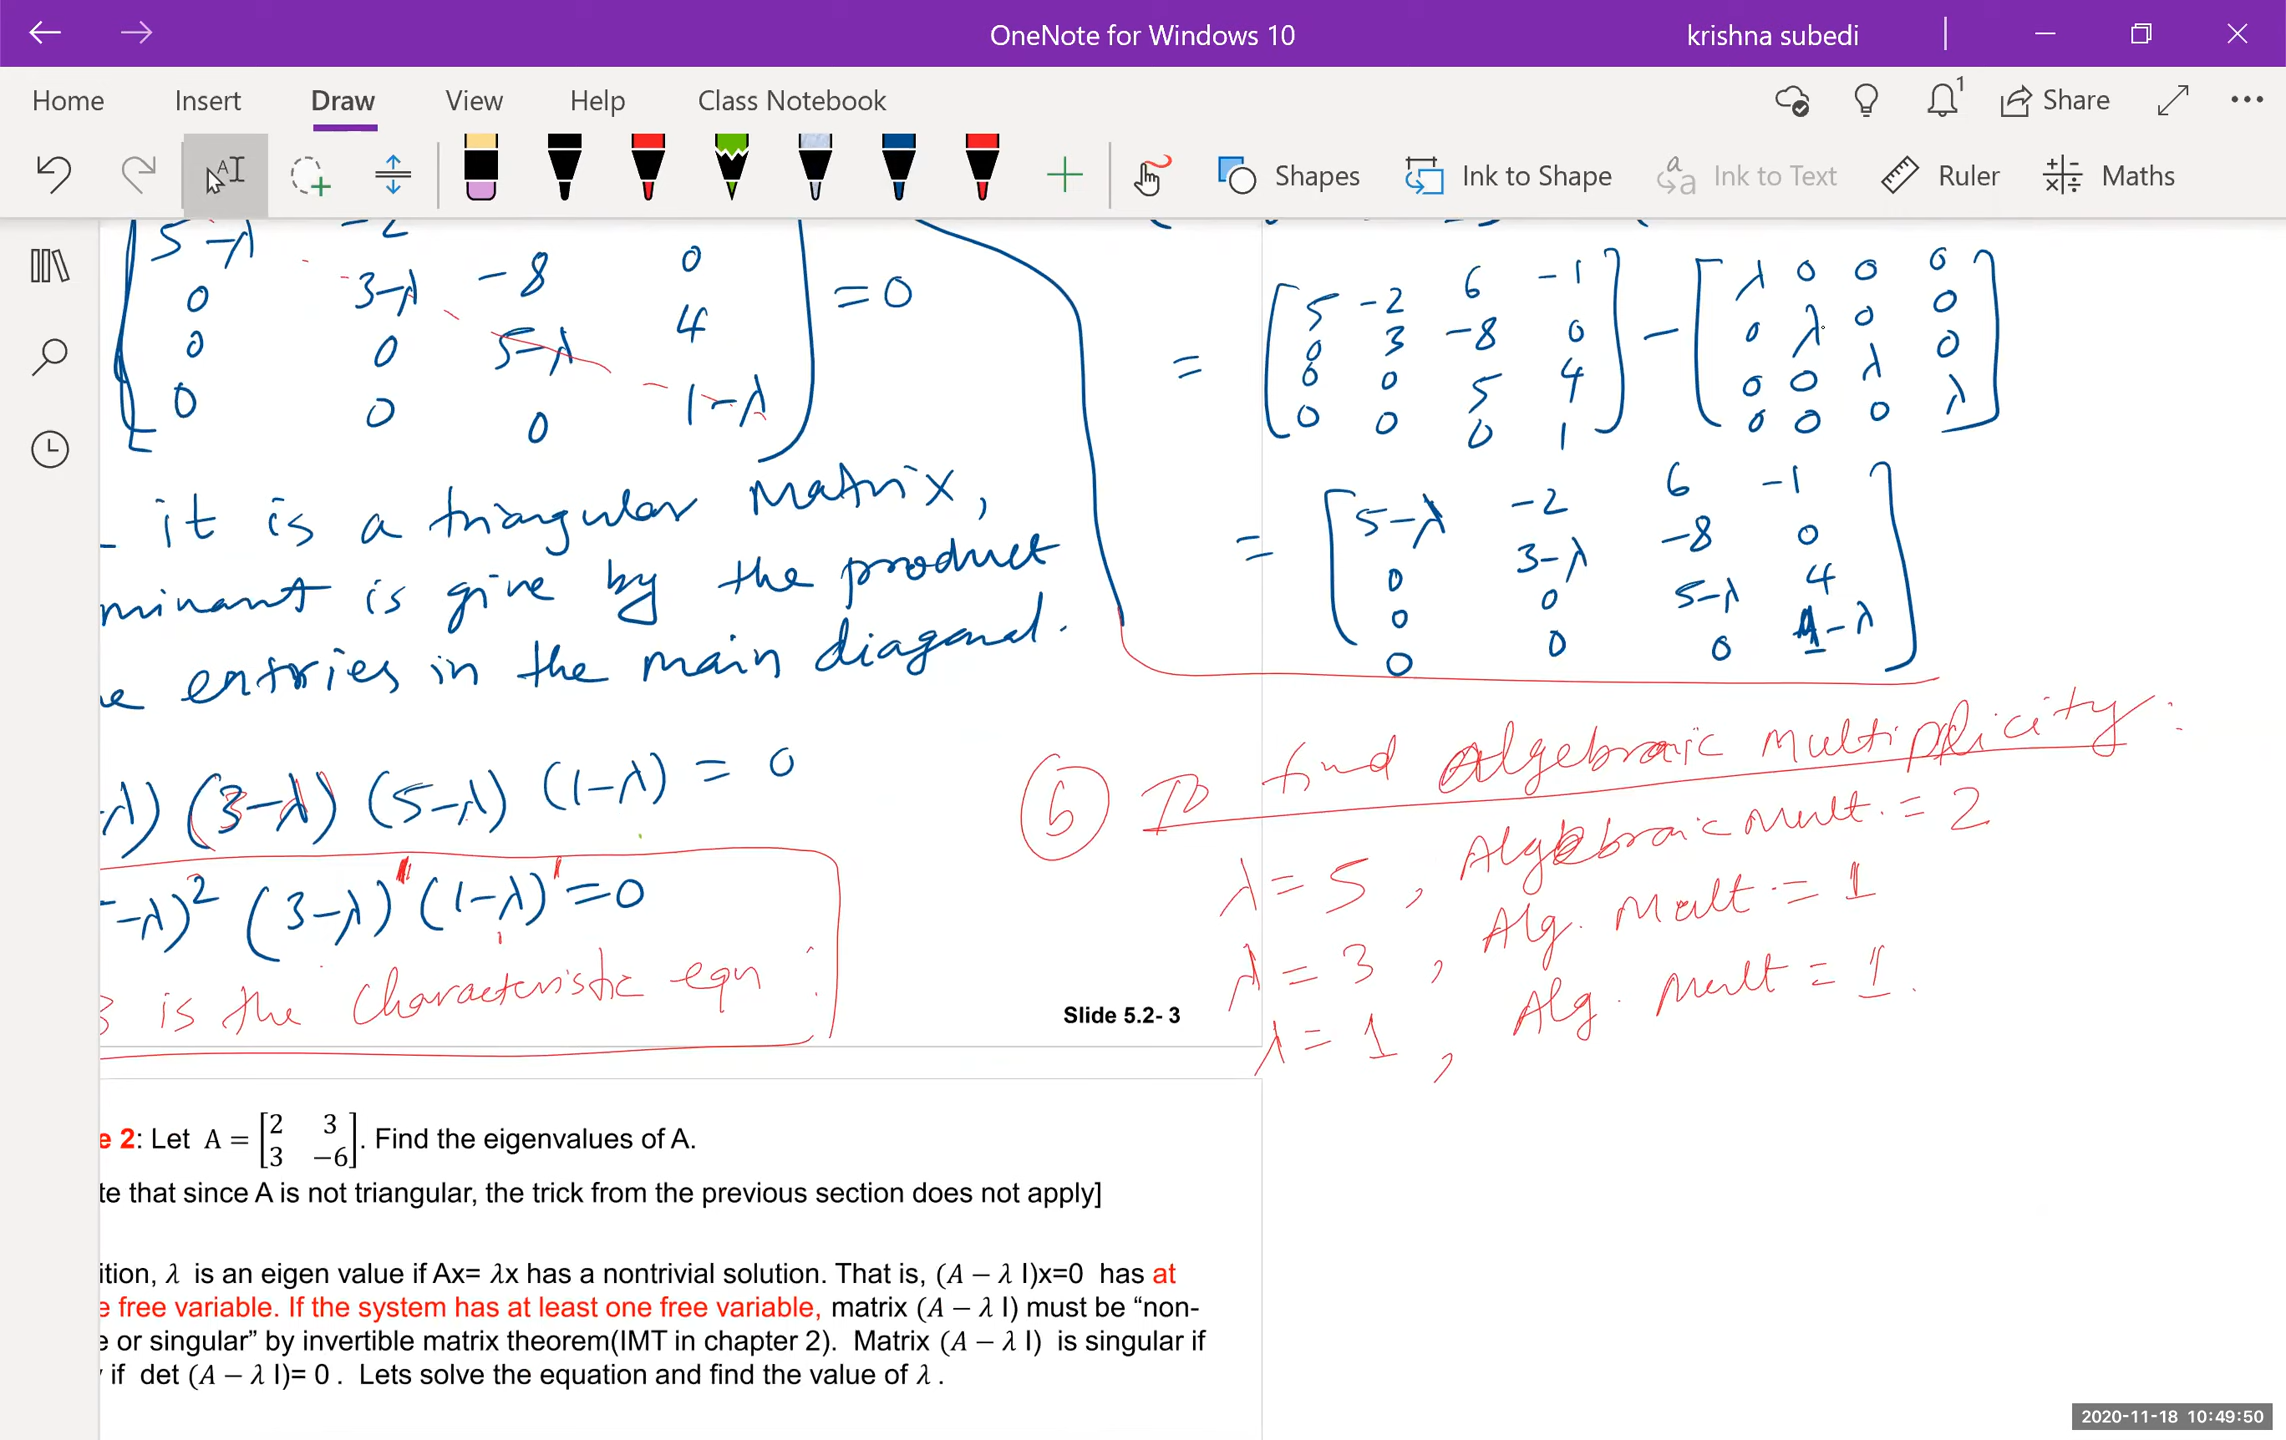 OneNote for Windows 10
krishna subedi
Home Insert Draw View Help Class Notebook
1
Share
Shapes Ink to Shape Ink to Text Ruler Maths
5-λ -2
0 3-λ -8 0
0 0 5-λ 4
0 0 0 1-λ
= 0
it is a triangular matrix,
minant is give by the product
e entries in the main diagonal.
-λ) (3-λ) (5-λ) (1-λ) = 0
-λ)² (3-λ)¹ (1-λ)¹ = 0
is the characteristic eqn :
Slide 5.2- 3
= [ 5 -2 6 -1
0 3 -8 0
0 0 5 4
0 0 0 1 ] - [ λ 0 0 0
0 λ 0 0
0 0 λ 0
0 0 0 λ ]
= [ 5-λ -2 6 -1
0 3-λ -8 0
0 0 5-λ 4
0 0 0 1-λ ]
b To find Algebraic Multiplicity :
λ = 5 , Algebraic Mult. = 2
λ = 3 , Alg. Mult. = 1
λ = 1 , Alg. Mult = 1.
e 2: Let A = [2 3
3 −6]. Find the eigenvalues of A.
te that since A is not triangular, the trick from the previous section does not apply]
ition, λ is an eigen value if Ax= λx has a nontrivial solution. That is, (A − λ I)x=0 has at
e free variable. If the system has at least one free variable, matrix (A − λ I) must be “non-
e or singular” by invertible matrix theorem(IMT in chapter 2). Matrix (A − λ I) is singular if
if det (A − λ I)= 0 . Lets solve the equation and find the value of λ .
2020-11-18 10:49:50